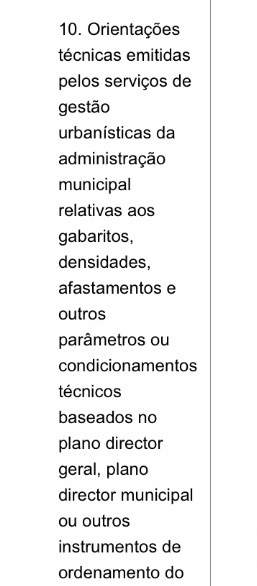 10. Orientações
técnicas emitidas
pelos serviços de
gestão
urbanísticas da
administração
municipal
relativas aos
gabaritos,
densidades,
afastamentos e
outros
parâmetros ou
condicionamentos
técnicos
baseados no
plano director
geral, plano
director municipal
ou outros
instrumentos de
ordenamento do